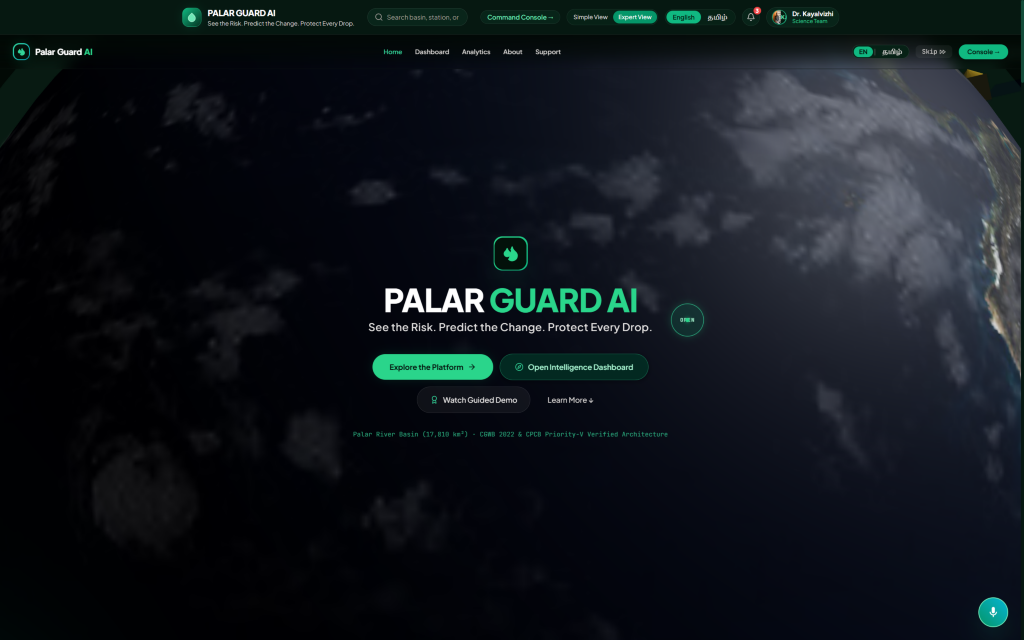 PALAR GUARD AI
See the Risk. Predict the Change. Protect Every Drop.
Search basin, station, or
Command Console →
Simple View
Expert View
English
தமிழ்
3
Dr. Kayalvizhi
Science Team
Palar Guard AI
Home
Dashboard
Analytics
About
Support
EN
தமிழ்
Skip
Console →
PALAR GUARD AI
See the Risk. Predict the Change. Protect Every Drop.
OPEN
Explore the Platform →
Open Intelligence Dashboard
Watch Guided Demo
Learn More ↓
Palar River Basin (17,810 km²) · CGWB 2022 & CPCB Priority-V Verified Architecture